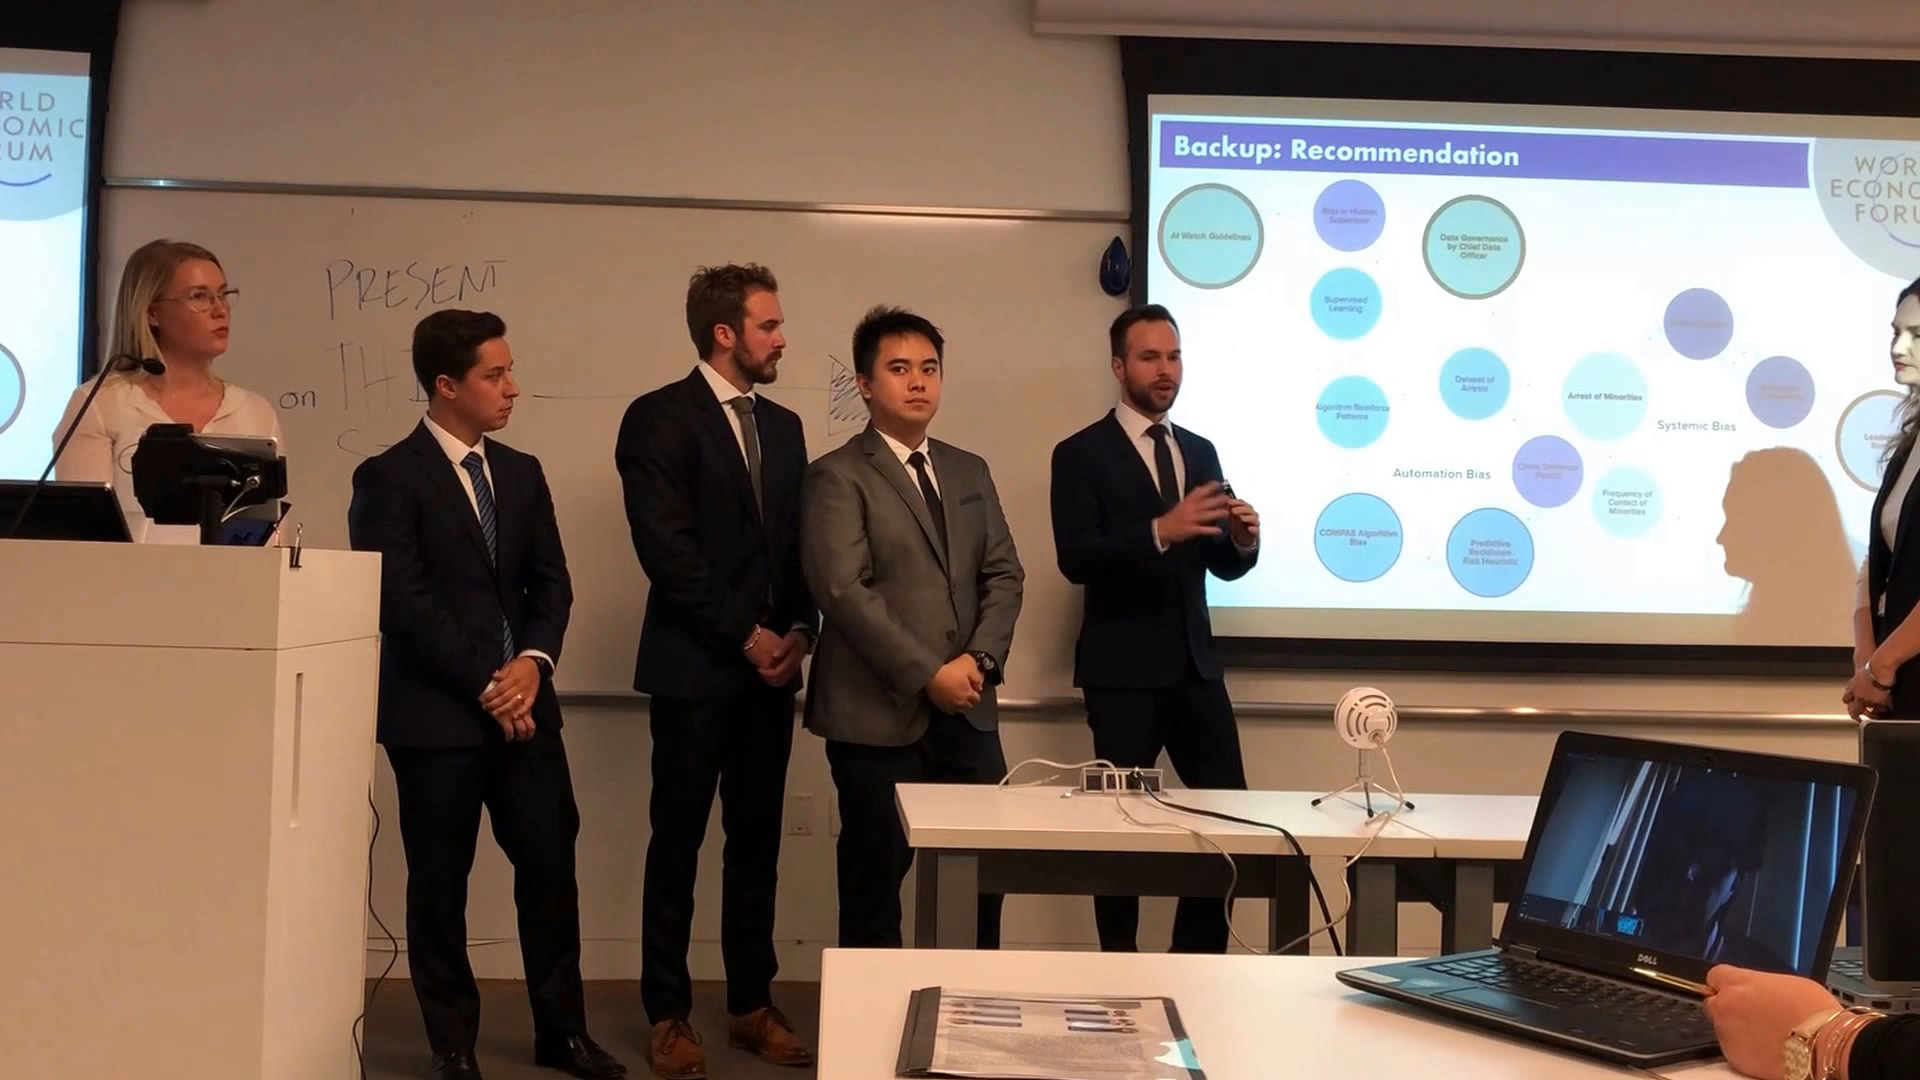 RLD
OMIC
RUM
PRESENT
on THI
S
Backup: Recommendation
WOR
ECONO
FORU
AI Watch Guidelines
Bias in Human
Supervisor
Data Governance
by Chief Data
Officer
Supervised
Learning
Dataset of
Arrests
Arrest of Minorities
Algorithm Reinforce
Patterns
Systemic Bias
Automation Bias
Crime Sentence
Period
Frequency of
Contact of
Minorities
COMPAS Algorithm
Bias
Predictive
Recidivism
Risk Heuristic
DELL